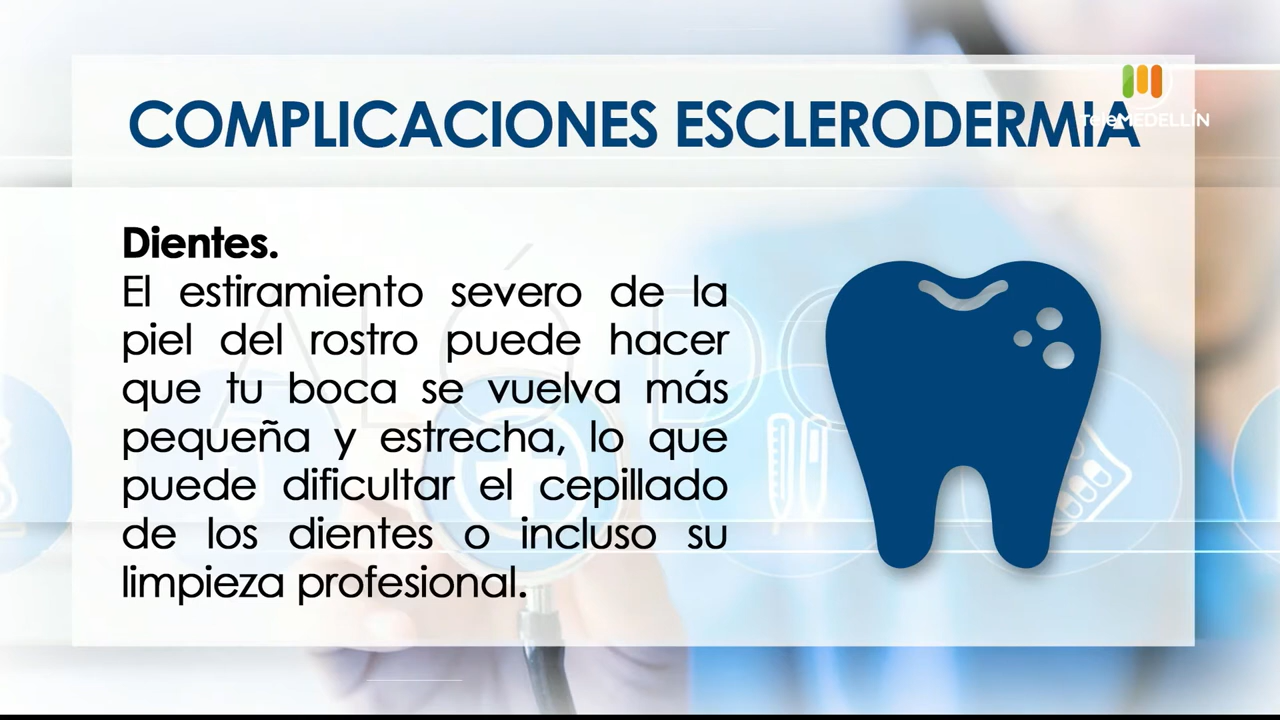 COMPLICACIONES ESCLERODERMIA
TeleMEDELLÍN
Dientes.
El estiramiento severo de la
piel del rostro puede hacer
que tu boca se vuelva más
pequeña y estrecha, lo que
puede dificultar el cepillado
de los dientes o incluso su
limpieza profesional.